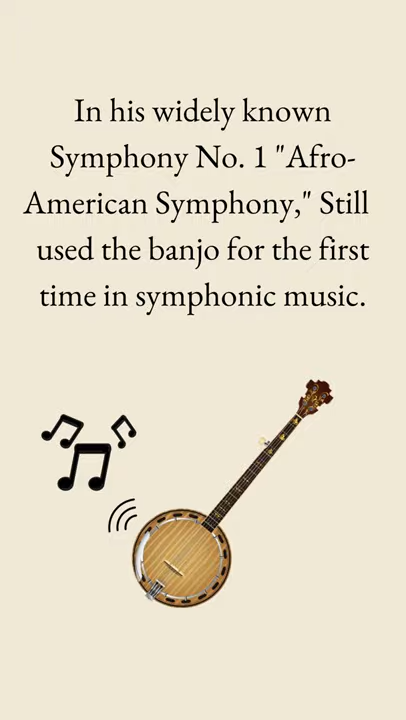 In his widely known
Symphony No. 1 "Afro-
American Symphony," Still
used the banjo for the first
time in symphonic music.